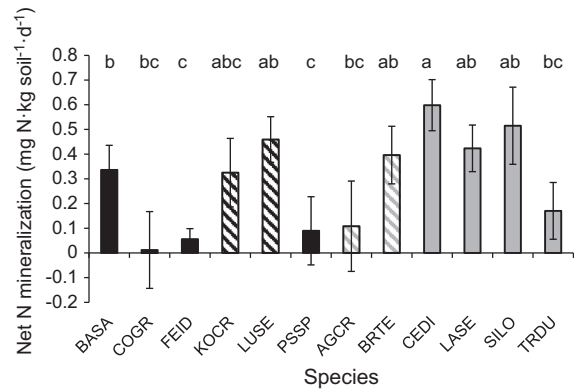 Net N mineralization (mg N·kg soil⁻¹·d⁻¹)
0.8
0.7
0.6
0.5
0.4
0.3
0.2
0.1
0
-0.1
-0.2
b bc c abc ab c bc ab a ab ab bc
BASA COGR FEID KOCR LUSE PSSP AGCR BRTE CEDI LASE SILO TRDU
Species